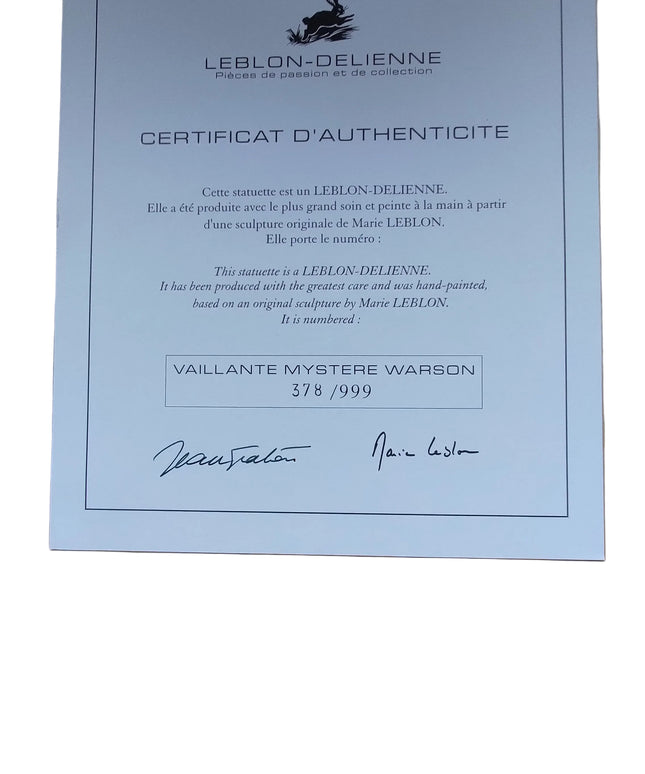 LEBLON-DELIENNE
Pièces de passion et de collection
CERTIFICAT D'AUTHENTICITE
Cette statuette est un LEBLON-DELIENNE.
Elle a été produite avec le plus grand soin et peinte à la main à partir
d'une sculpture originale de Marie LEBLON.
Elle porte le numéro :
This statuette is a LEBLON-DELIENNE.
It has been produced with the greatest care and was hand-painted,
based on an original sculpture by Marie LEBLON.
It is numbered :
VAILLANTE MYSTERE WARSON
378 /999
Marie Leblon